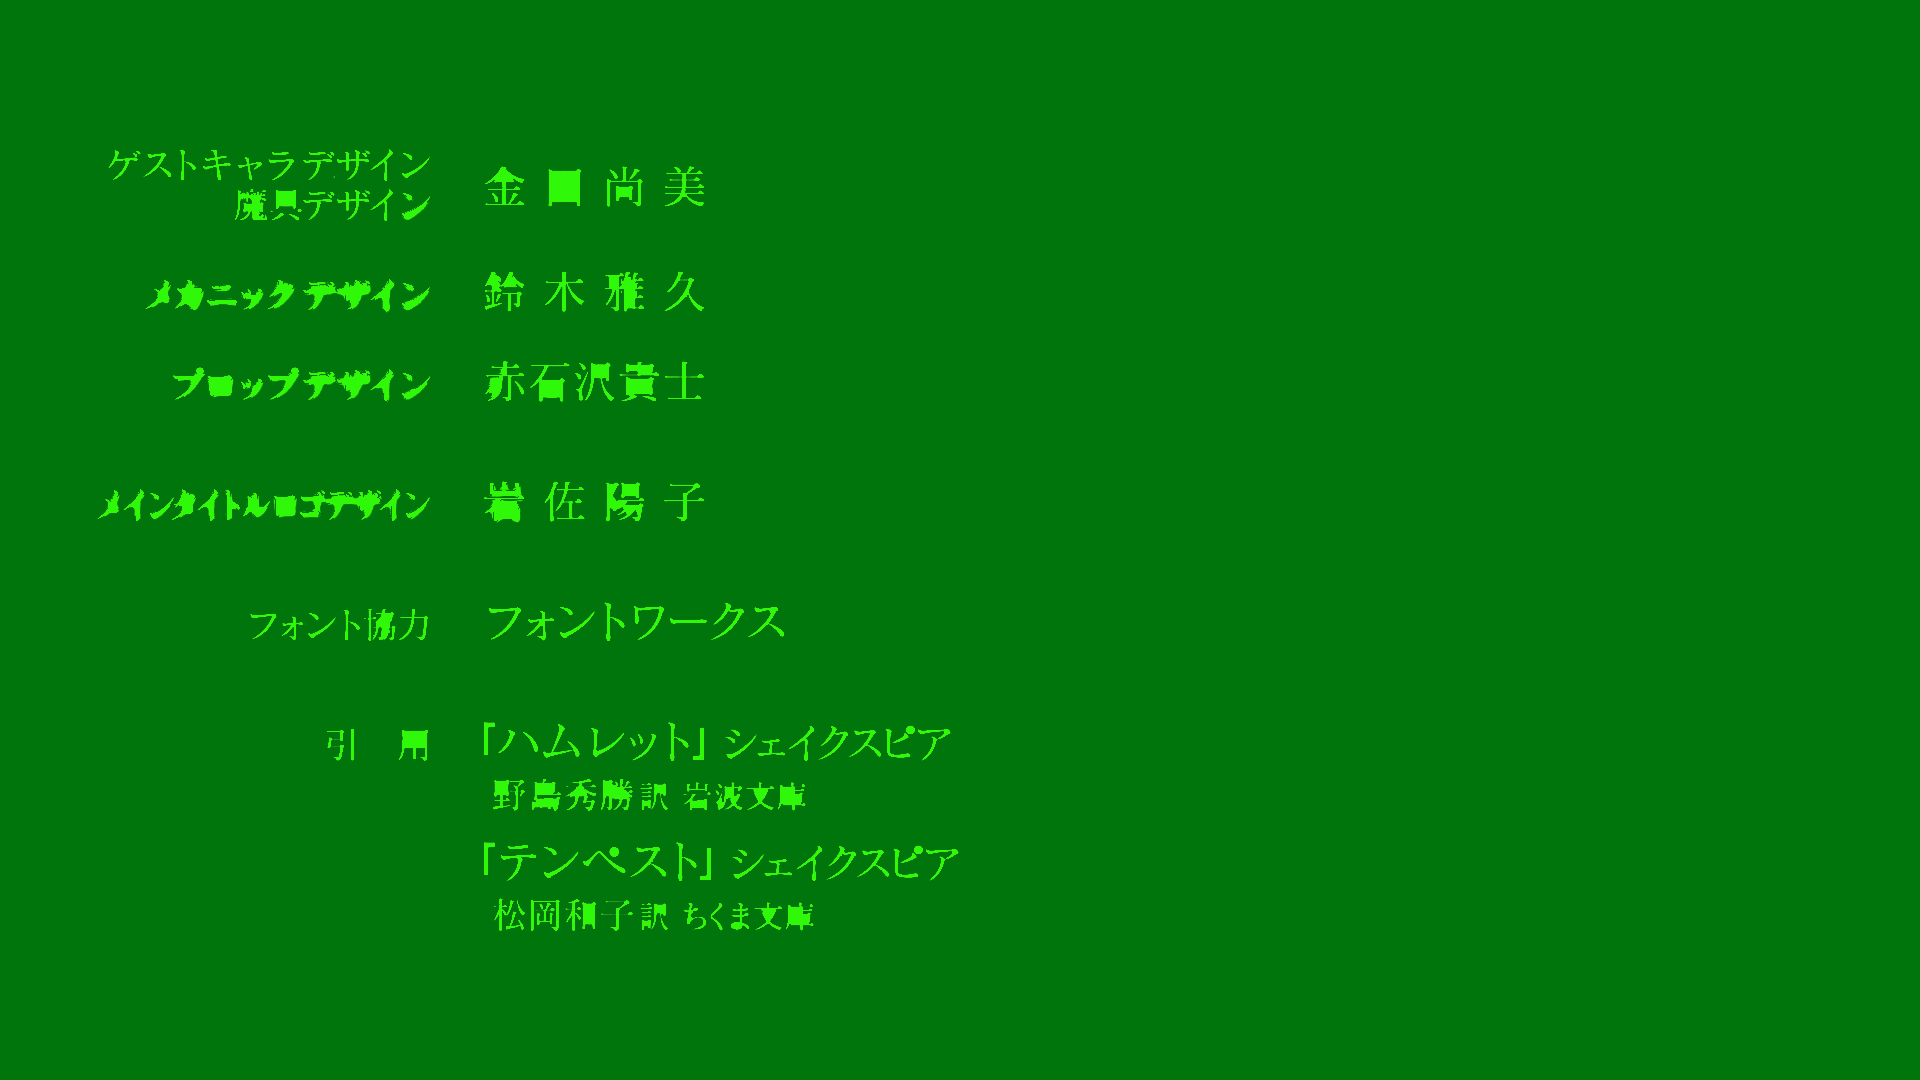 ゲストキャラデザイン
魔具デザイン 金田尚美
メカニックデザイン 鈴木雅久
プロップデザイン 赤石沢貴士
メインタイトルロゴデザイン 岩佐陽子
フォント協力 フォントワークス
引用 「ハムレット」 シェイクスピア
野島秀勝訳 岩波文庫
「テンペスト」 シェイクスピア
松岡和子訳 ちくま文庫